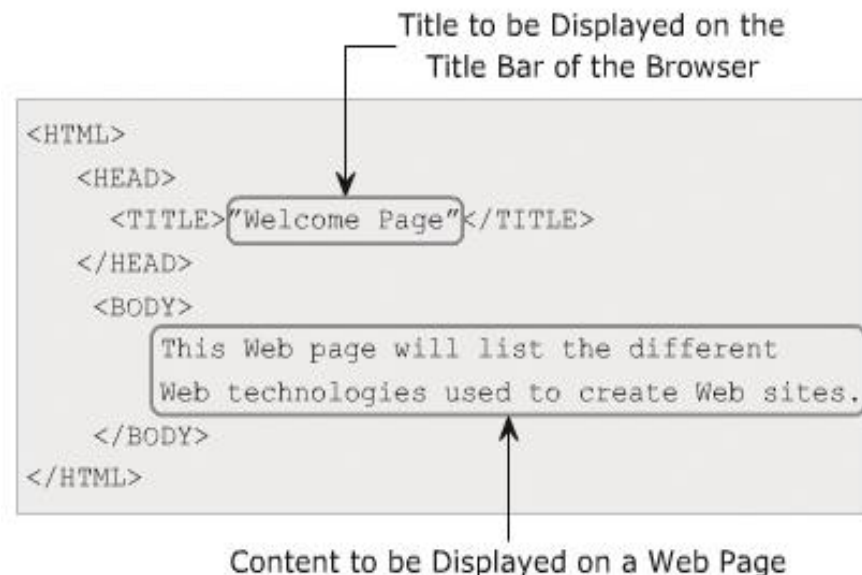 Title to be Displayed on the
Title Bar of the Browser
<HTML>
<HEAD>
<TITLE>”Welcome Page”</TITLE>
</HEAD>
<BODY>
This Web page will list the different
Web technologies used to create Web sites.
</BODY>
</HTML>
Content to be Displayed on a Web Page